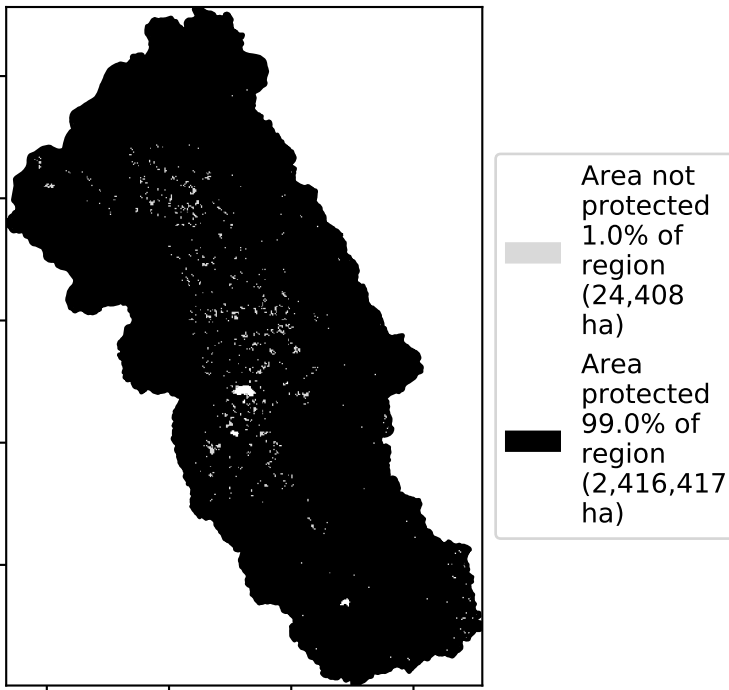 Area not
protected
1.0% of
region
(24,408
ha)
Area
protected
99.0% of
region
(2,416,417
ha)